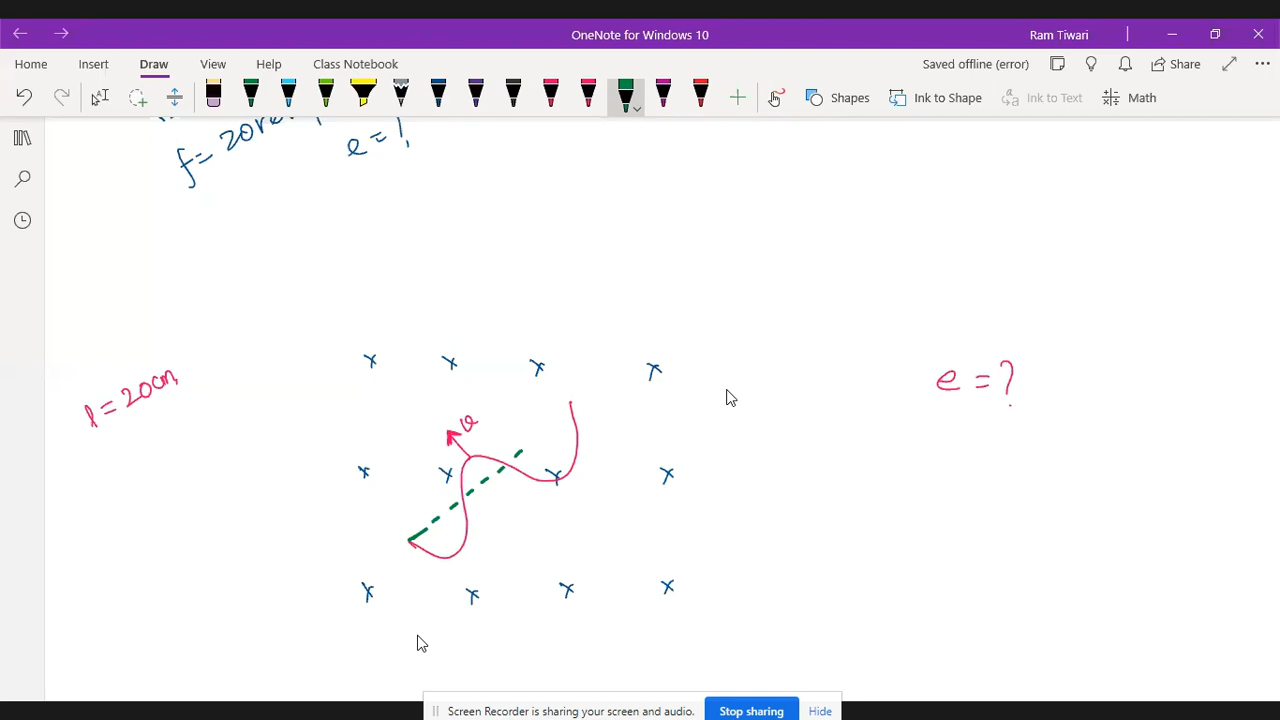 OneNote for Windows 10
Ram Tiwari
Home Insert Draw View Help Class Notebook
Saved offline (error)
Share
Shapes
Ink to Shape
Ink to Text
Math
e = ?
l = 20cm
x x x x
e = ?
v
x x x x
x x x x
Screen Recorder is sharing your screen and audio.
Stop sharing
Hide